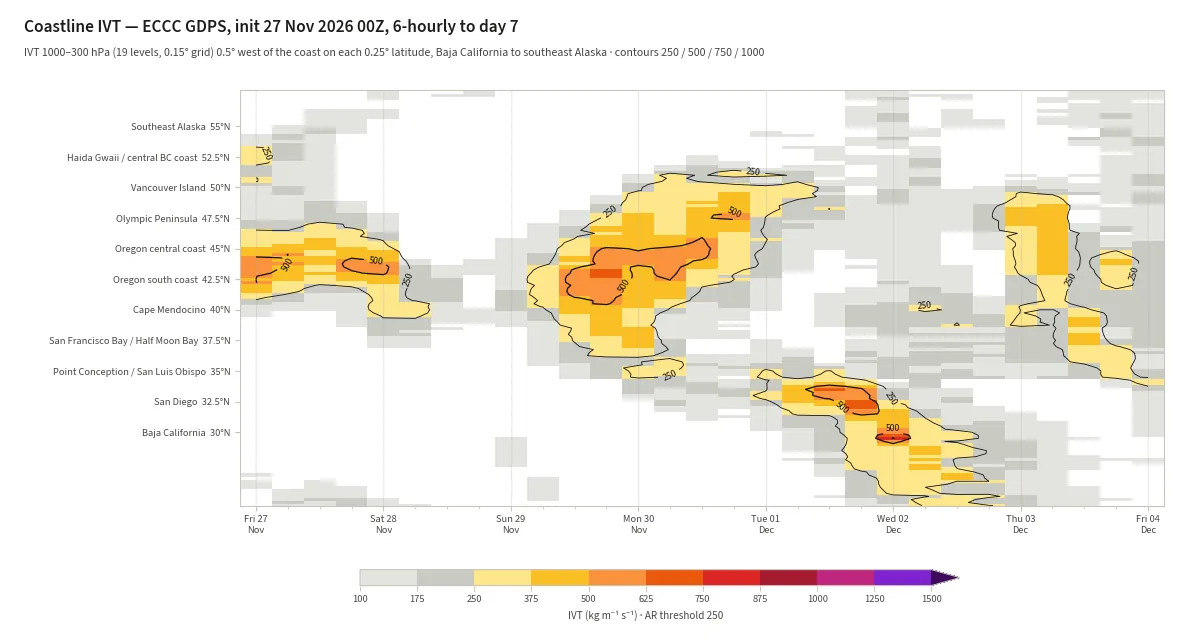 Coastline IVT — ECCC GDPS, init 27 Nov 2026 00Z, 6-hourly to day 7
IVT 1000–300 hPa (19 levels, 0.15° grid) 0.5° west of the coast on each 0.25° latitude, Baja California to southeast Alaska · contours 250 / 500 / 750 / 1000
Southeast Alaska 55°N
Haida Gwaii / central BC coast 52.5°N
Vancouver Island 50°N
Olympic Peninsula 47.5°N
Oregon central coast 45°N
Oregon south coast 42.5°N
Cape Mendocino 40°N
San Francisco Bay / Half Moon Bay 37.5°N
Point Conception / San Luis Obispo 35°N
San Diego 32.5°N
Baja California 30°N
250
250
250
500
500
500
250
500
250
250
250
250
500
250
500
Fri 27 Nov
Sat 28 Nov
Sun 29 Nov
Mon 30 Nov
Tue 01 Dec
Wed 02 Dec
Thu 03 Dec
Fri 04 Dec
100 175 250 375 500 625 750 875 1000 1250 1500
IVT (kg m⁻¹ s⁻¹) · AR threshold 250